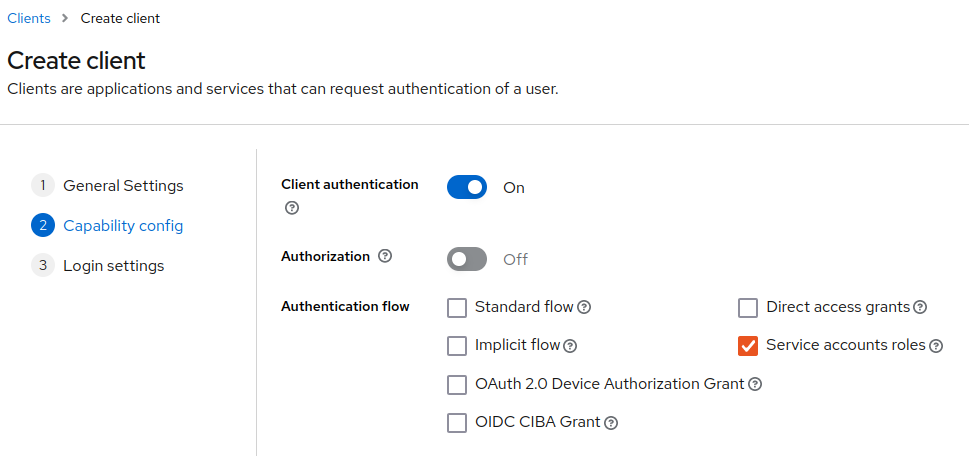 Clients > Create client
Create client
Clients are applications and services that can request authentication of a user.
1 General Settings
2 Capability config
3 Login settings
Client authentication
On
Authorization
Off
Authentication flow
Standard flow
Direct access grants
Implicit flow
Service accounts roles
OAuth 2.0 Device Authorization Grant
OIDC CIBA Grant